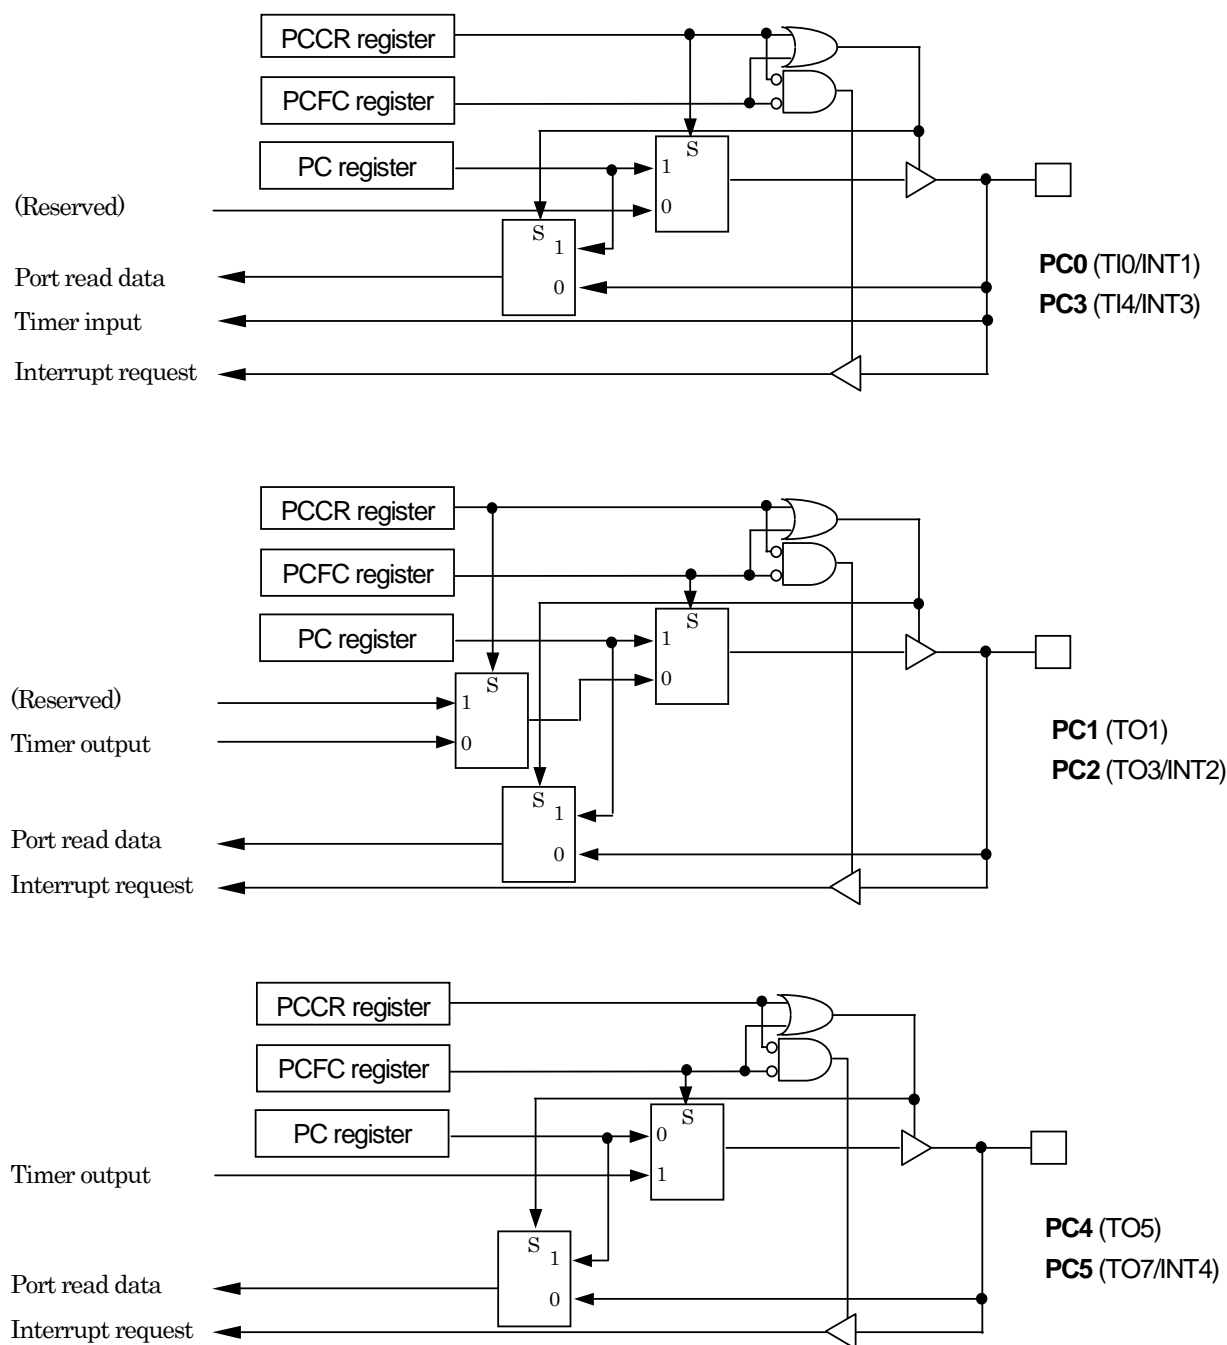 PCCR register
PCFC register
S
PC register
1
(Reserved)
0
S
1
Port read data
0
Timer input
Interrupt request
PC0 (TI0/INT1)
PC3 (TI4/INT3)
PCCR register
PCFC register
S
PC register
1
0
S
(Reserved)
1
Timer output
0
S
1
Port read data
0
Interrupt request
PC1 (TO1)
PC2 (TO3/INT2)
PCCR register
PCFC register
S
PC register
0
Timer output
1
S
1
Port read data
0
Interrupt request
PC4 (TO5)
PC5 (TO7/INT4)